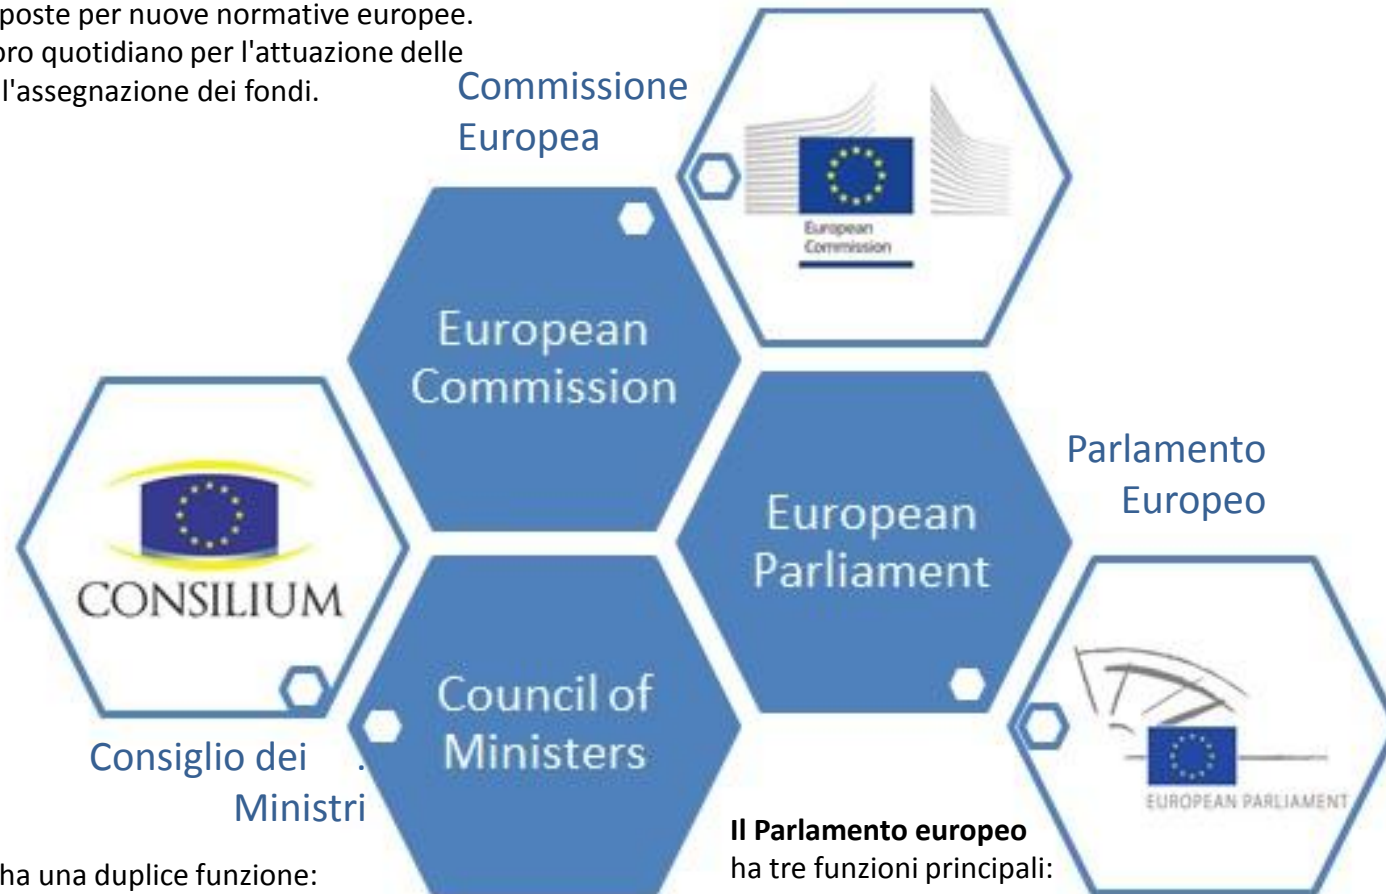 poste per nuove normative europee.
oro quotidiano per l'attuazione delle
l'assegnazione dei fondi.
Commissione
Europea
European
Commission
European
Commission
CONSILIUM
Parlamento
Europeo
European
Parliament
Council of
Ministers
Consiglio dei .
Ministri
EUROPEAN PARLIAMENT
Il Parlamento europeo
ha tre funzioni principali:
ha una duplice funzione: